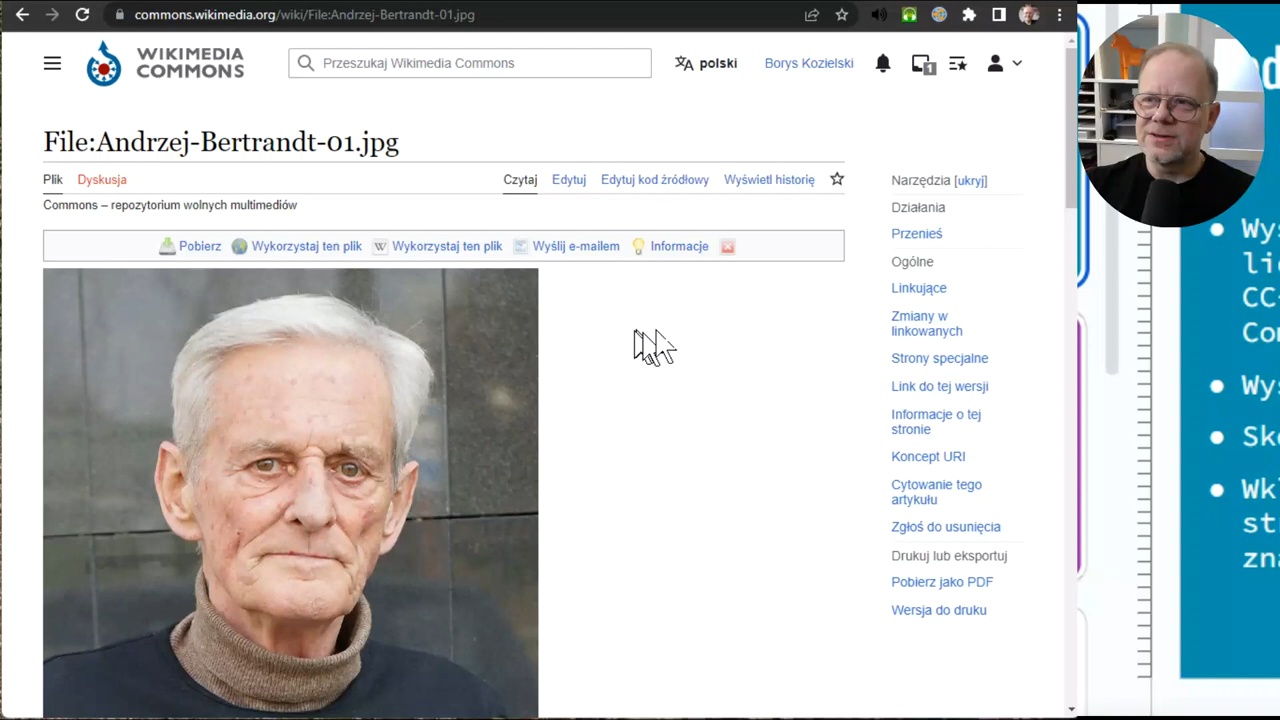 commons.wikimedia.org/wiki/File:Andrzej-Bertrandt-01.jpg
WIKIMEDIA
COMMONS
Przeszukaj Wikimedia Commons
polski
Borys Kozielski
1
File:Andrzej-Bertrandt-01.jpg
Plik
Dyskusja
Czytaj
Edytuj
Edytuj kod źródłowy
Wyświetl historię
Commons – repozytorium wolnych multimediów
Pobierz
Wykorzystaj ten plik
W
Wykorzystaj ten plik
Wyślij e-mailem
Informacje
Narzędzia [ukryj]
Działania
Przenieś
Ogólne
Linkujące
Zmiany w
linkowanych
Strony specjalne
Link do tej wersji
Informacje o tej
stronie
Koncept URI
Cytowanie tego
artykułu
Zgłoś do usunięcia
Drukuj lub eksportuj
Pobierz jako PDF
Wersja do druku